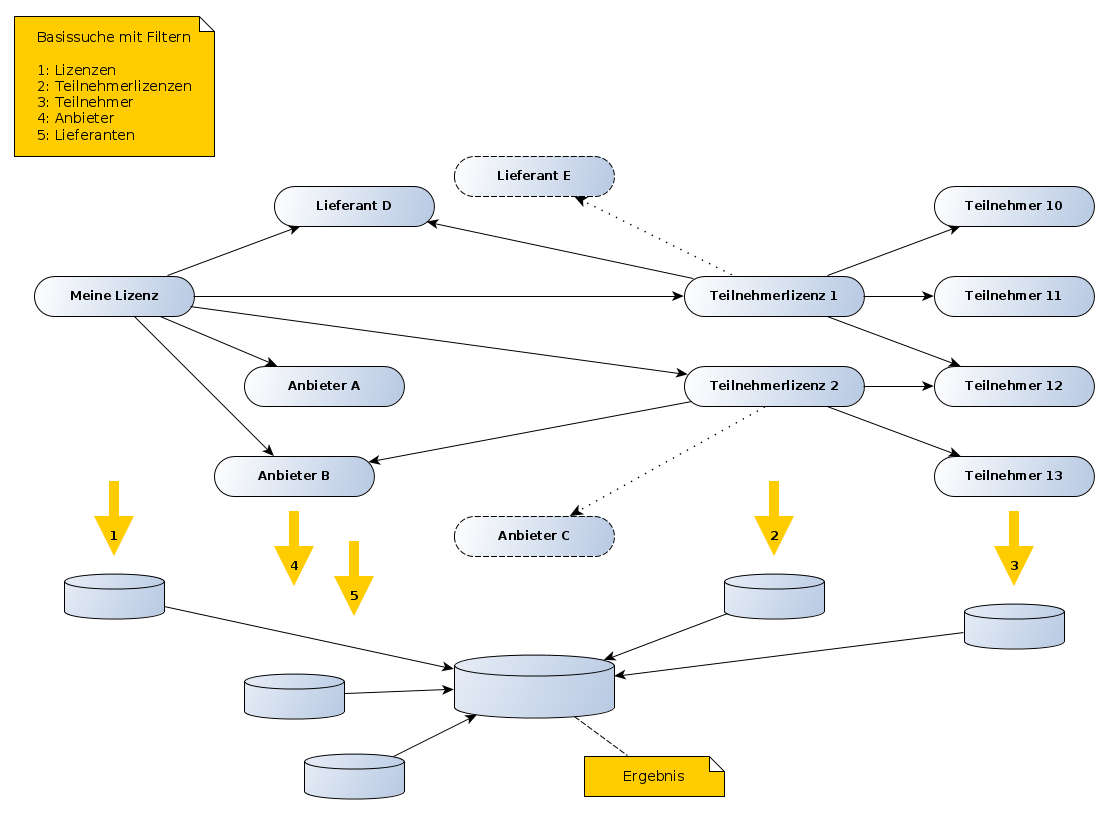 Basissuche mit Filtern
1: Lizenzen
2: Teilnehmerlizenzen
3: Teilnehmer
4: Anbieter
5: Lieferanten
Lieferant E
Lieferant D
Teilnehmer 10
Meine Lizenz
Teilnehmerlizenz 1
Teilnehmer 11
Anbieter A
Teilnehmerlizenz 2
Teilnehmer 12
Anbieter B
Teilnehmer 13
Anbieter C
1
2
4
3
5
Ergebnis